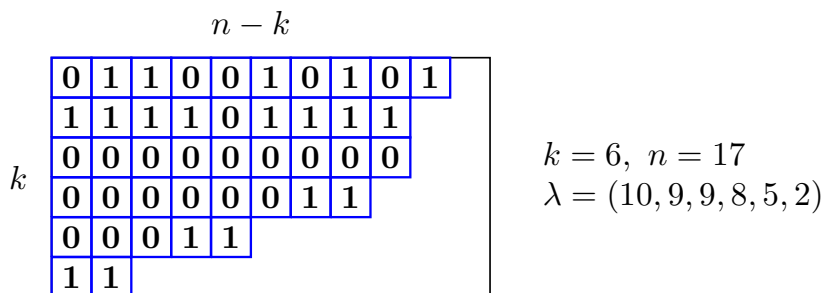 n − k
0 1 1 0 0 1 0 1 0 1
1 1 1 1 0 1 1 1 1
0 0 0 0 0 0 0 0 0
k = 6, n = 17
k
0 0 0 0 0 0 1 1
λ = (10, 9, 9, 8, 5, 2)
0 0 0 1 1
1 1